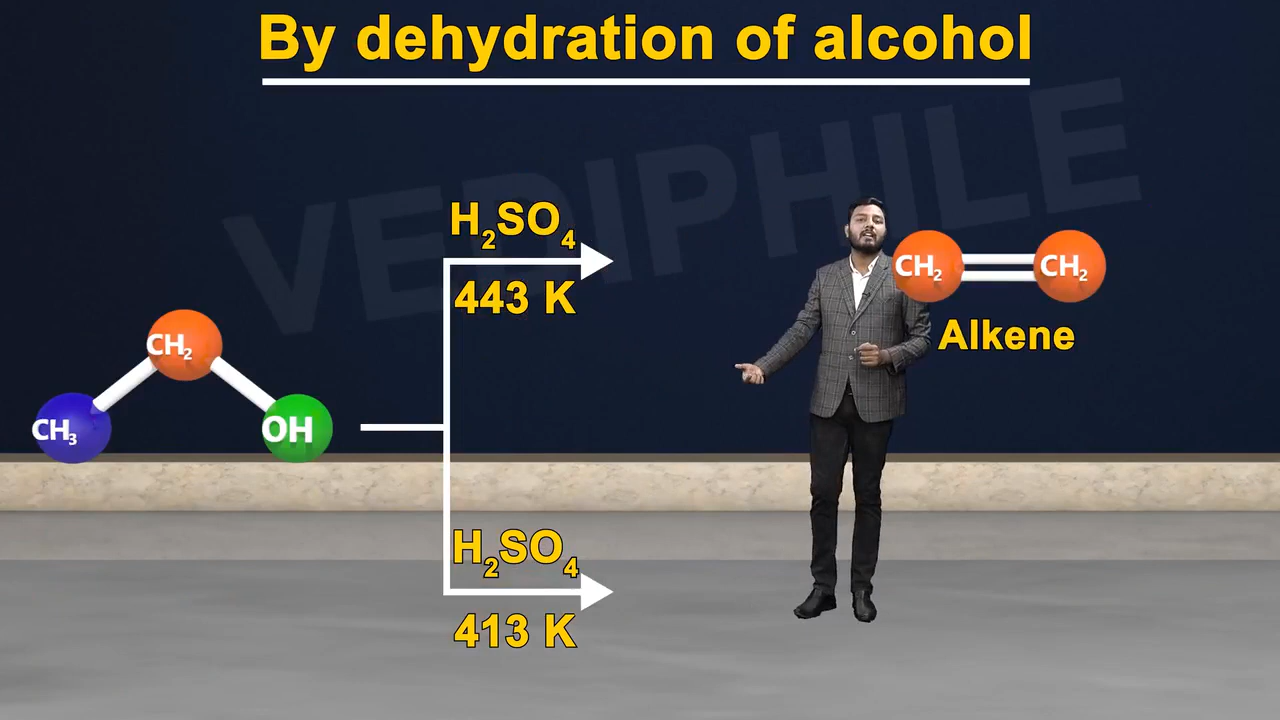 By dehydration of alcohol
VEDIPHILE
H₂SO₄
443 K
CH₂
CH₂
Alkene
CH₂
CH₃
OH
H₂SO₄
413 K